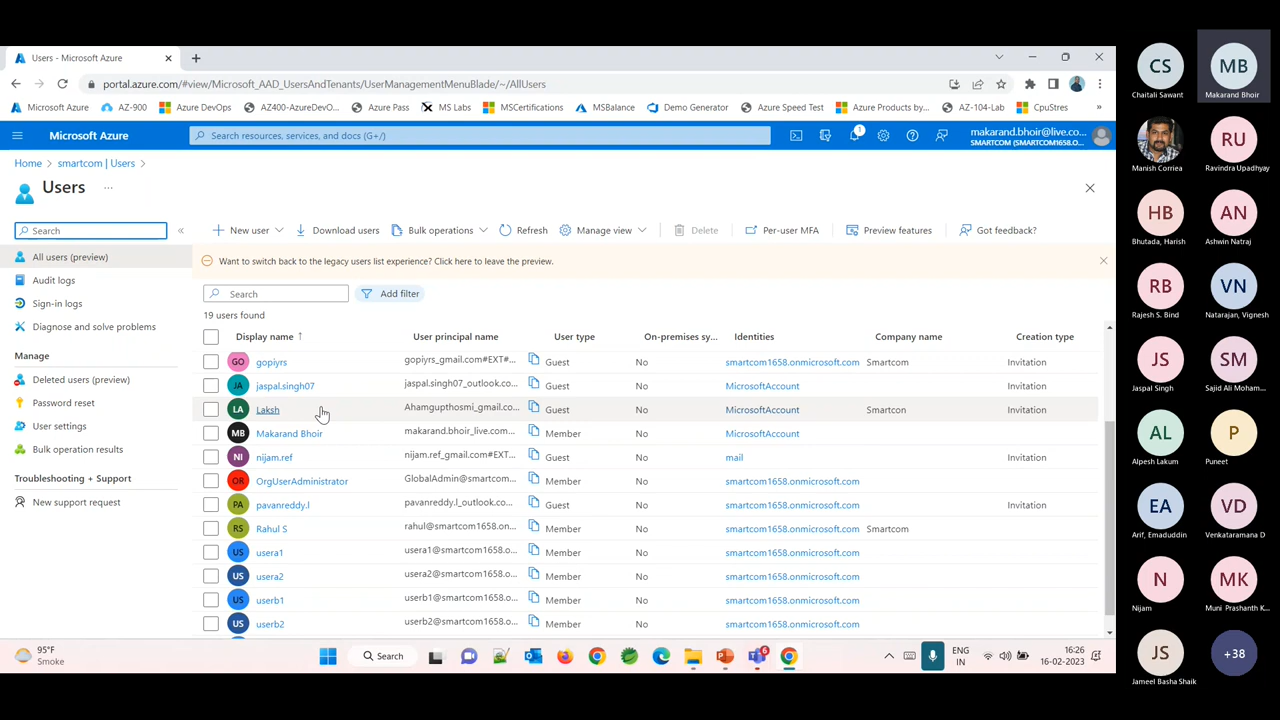 Users - Microsoft Azure
portal.azure.com/#view/Microsoft_AAD_UsersAndTenants/UserManagementMenuBlade/~/AllUsers
Microsoft Azure AZ-900 Azure DevOps AZ400-AzureDevO... Azure Pass MS Labs MSCertifications MSBalance Demo Generator Azure Speed Test Azure Products by... AZ-104-Lab CpuStres »
Microsoft Azure
Search resources, services, and docs (G+/)
1
makarand.bhoir@live.co...
SMARTCOM (SMARTCOM1658.O...
Home > smartcom | Users >
Users ...
Search «
New user Download users Bulk operations Refresh Manage view Delete Per-user MFA Preview features Got feedback?
All users (preview)
Audit logs
Sign-in logs
Diagnose and solve problems
Manage
Deleted users (preview)
Password reset
User settings
Bulk operation results
Troubleshooting + Support
New support request
Want to switch back to the legacy users list experience? Click here to leave the preview.
Search Add filter
19 users found
Display name ↑ User principal name User type On-premises sy... Identities Company name Creation type
GO gopiyrs gopiyrs_gmail.com#EXT#... Guest No smartcom1658.onmicrosoft.com Smartcom Invitation
JA jaspal.singh07 jaspal.singh07_outlook.co... Guest No MicrosoftAccount Invitation
LA Laksh Ahamgupthosmi_gmail.co... Guest No MicrosoftAccount Smartcon Invitation
MB Makarand Bhoir makarand.bhoir_live.com... Member No MicrosoftAccount
NI nijam.ref nijam.ref_gmail.com#EXT... Guest No mail Invitation
OR OrgUserAdministrator GlobalAdmin@smartcom... Member No smartcom1658.onmicrosoft.com
PA pavanreddy.l pavanreddy.l_outlook.co... Guest No smartcom1658.onmicrosoft.com Invitation
RS Rahul S rahul@smartcom1658.on... Member No smartcom1658.onmicrosoft.com Smartcom
US usera1 usera1@smartcom1658.o... Member No smartcom1658.onmicrosoft.com
US usera2 usera2@smartcom1658.o... Member No smartcom1658.onmicrosoft.com
US userb1 userb1@smartcom1658.o... Member No smartcom1658.onmicrosoft.com
US userb2 userb2@smartcom1658.o... Member No smartcom1658.onmicrosoft.com
95°F
Smoke
Search
6
ENG
IN
16:26
16-02-2023
CS MB
Chaitali Sawant Makarand Bhoir
RU
Manish Corriea Ravindra Upadhyay
HB AN
Bhutada, Harish Ashwin Natraj
RB VN
Rajesh S. Bind Natarajan, Vignesh
JS SM
Jaspal Singh Sajid Ali Moham...
AL P
Alpesh Lakum Puneet
EA VD
Arif, Emaduddin Venkataramana D
N MK
Nijam Muni Prashanth K...
JS +38
Jameel Basha Shaik